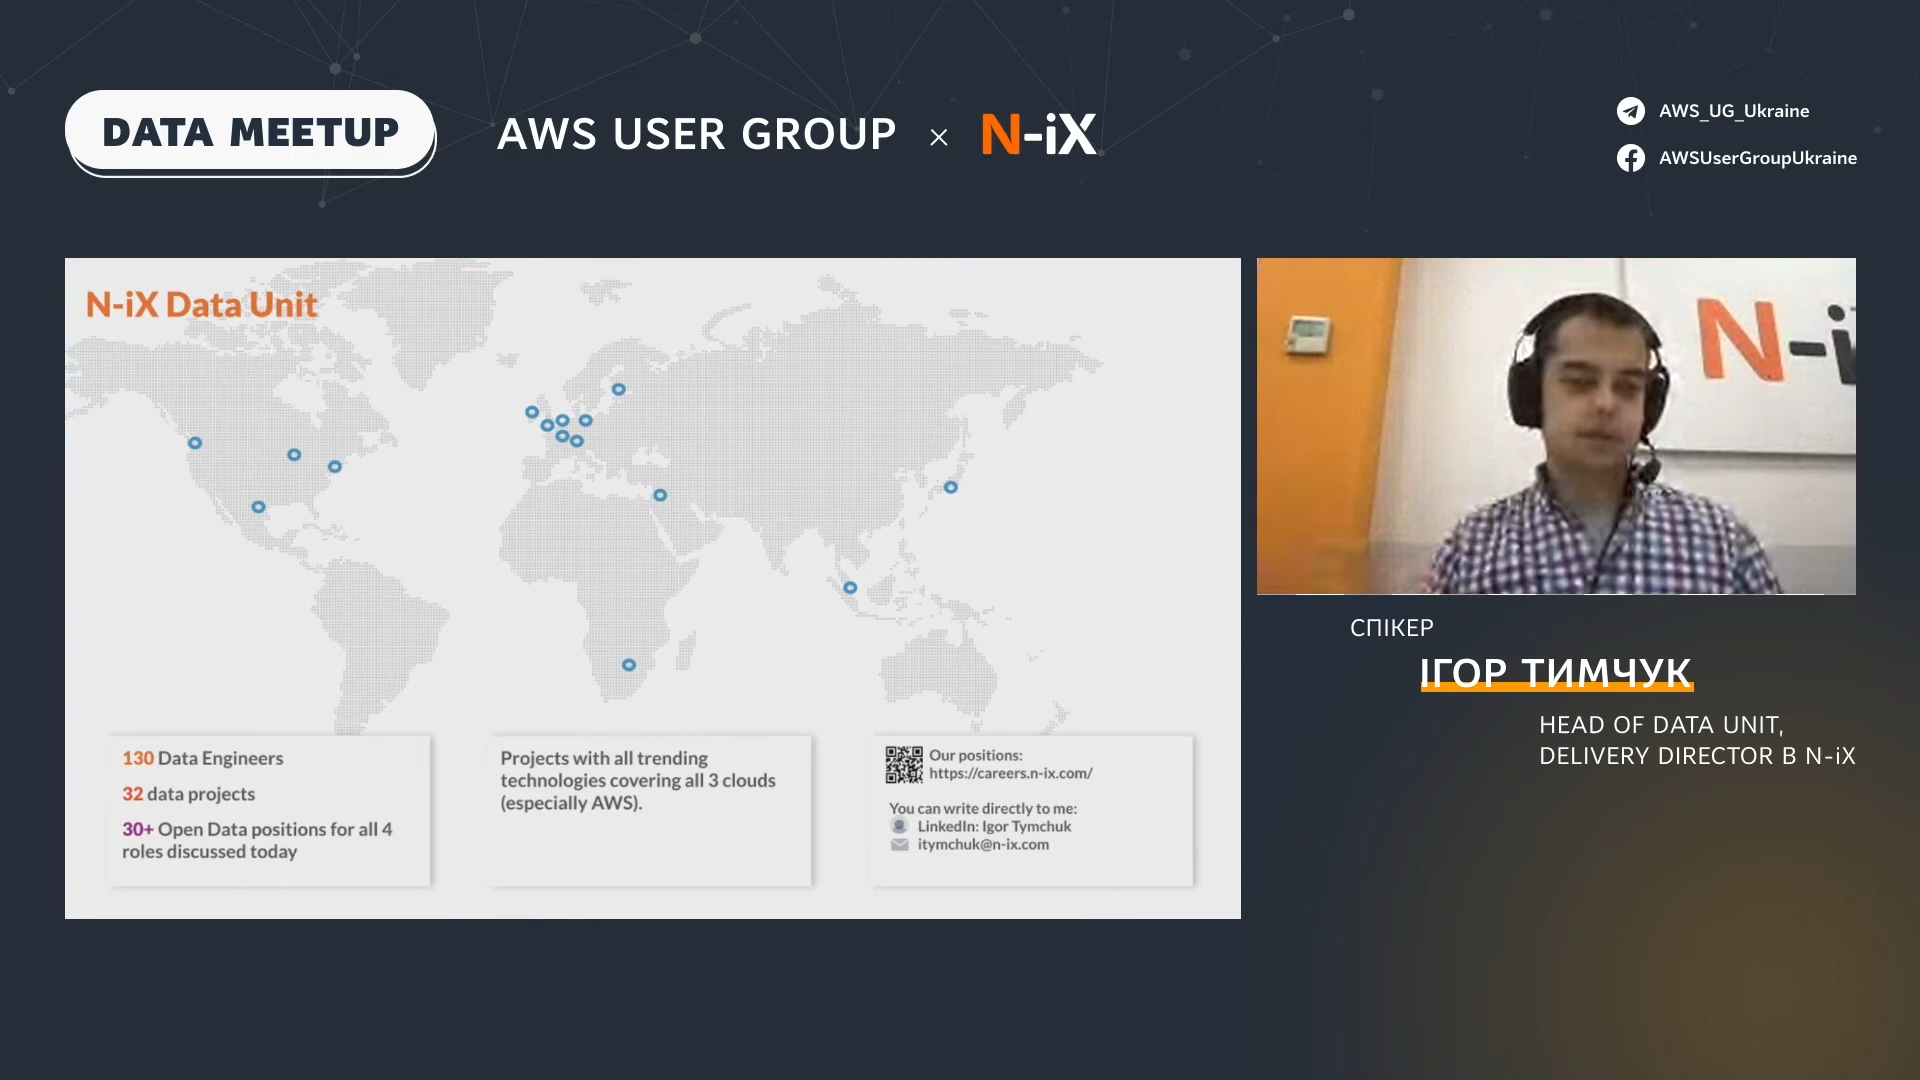 DATA MEETUP
AWS USER GROUP × N-iX
AWS_UG_Ukraine
AWSUserGroupUkraine
N-iX Data Unit
130 Data Engineers
32 data projects
30+ Open Data positions for all 4
roles discussed today
Projects with all trending
technologies covering all 3 clouds
(especially AWS).
Our positions:
https://careers.n-ix.com/
You can write directly to me:
LinkedIn: Igor Tymchuk
itymchuk@n-ix.com
N-i
СПІКЕР
ІГОР ТИМЧУК
HEAD OF DATA UNIT,
DELIVERY DIRECTOR В N-iX